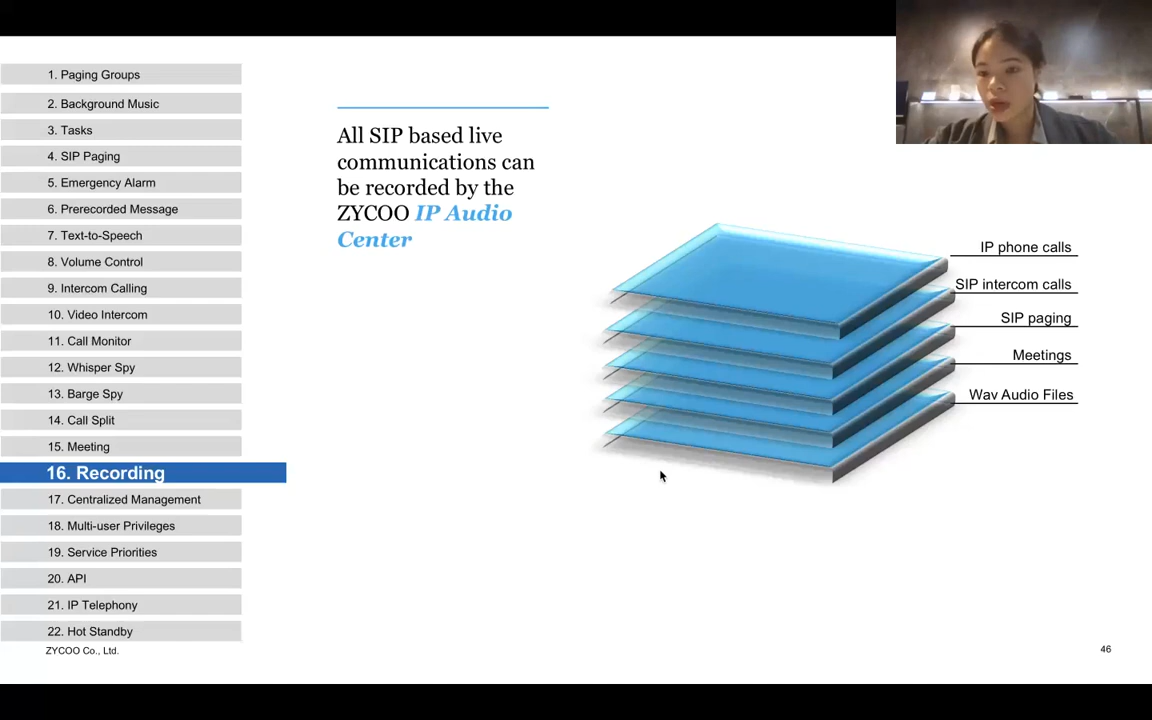 1. Paging Groups
2. Background Music
3. Tasks
4. SIP Paging
5. Emergency Alarm
6. Prerecorded Message
7. Text-to-Speech
8. Volume Control
9. Intercom Calling
10. Video Intercom
11. Call Monitor
12. Whisper Spy
13. Barge Spy
14. Call Split
15. Meeting
16. Recording
17. Centralized Management
18. Multi-user Privileges
19. Service Priorities
20. API
21. IP Telephony
22. Hot Standby
ZYCOO Co., Ltd.
All SIP based live
communications can
be recorded by the
ZYCOO IP Audio
Center
IP phone calls
SIP intercom calls
SIP paging
Meetings
Wav Audio Files
46